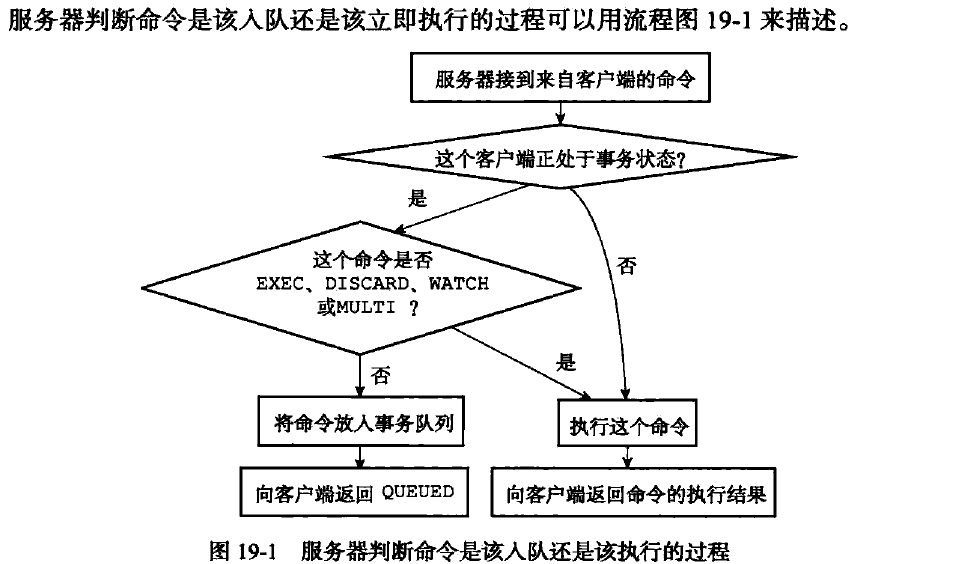 服务器判断命令是该入队还是该立即执行的过程可以用流程图 19-1 来描述。
服务器接到来自客户端的命令
这个客户端正处于事务状态？
是
否
这个命令是否
EXEC、DISCARD、WATCH
或MULTI ？
是
否
将命令放入事务队列
执行这个命令
向客户端返回 QUEUED
向客户端返回命令的执行结果
图 19-1 服务器判断命令是该入队还是该执行的过程